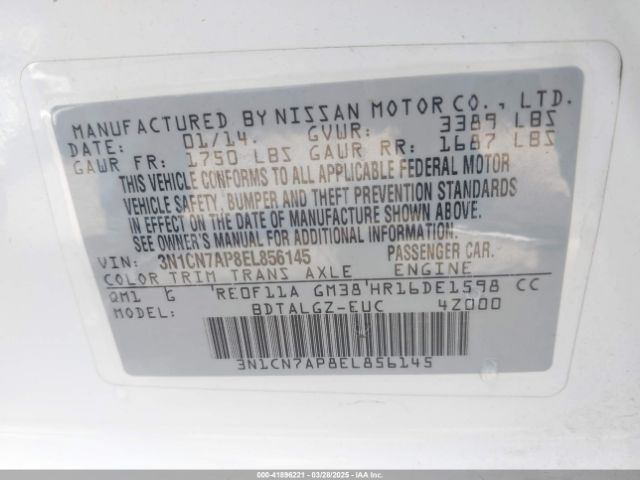 MANUFACTURED BY NISSAN MOTOR CO., LTD.
DATE: 01/14. GVWR: 3389 LBS
GAWR FR: 1750 LBS GAWR RR: 1687 LBS
THIS VEHICLE CONFORMS TO ALL APPLICABLE FEDERAL MOTOR
VEHICLE SAFETY, BUMPER AND THEFT PREVENTION STANDARDS
IN EFFECT ON THE DATE OF MANUFACTURE SHOWN ABOVE.
SEE OWNER'S MANUAL FOR ADDITIONAL INFORMATION.
VIN: 3N1CN7AP8EL856145 PASSENGER CAR.
COLOR TRIM TRANS AXLE ENGINE
QM1 G RE0F11A GM38 HR16DE1598 CC
MODEL: BDTALGZ-EUC 4Z000
3N1CN7AP8EL856145
000-41896221 | 03/28/2025 - IAA Inc. - Copyright